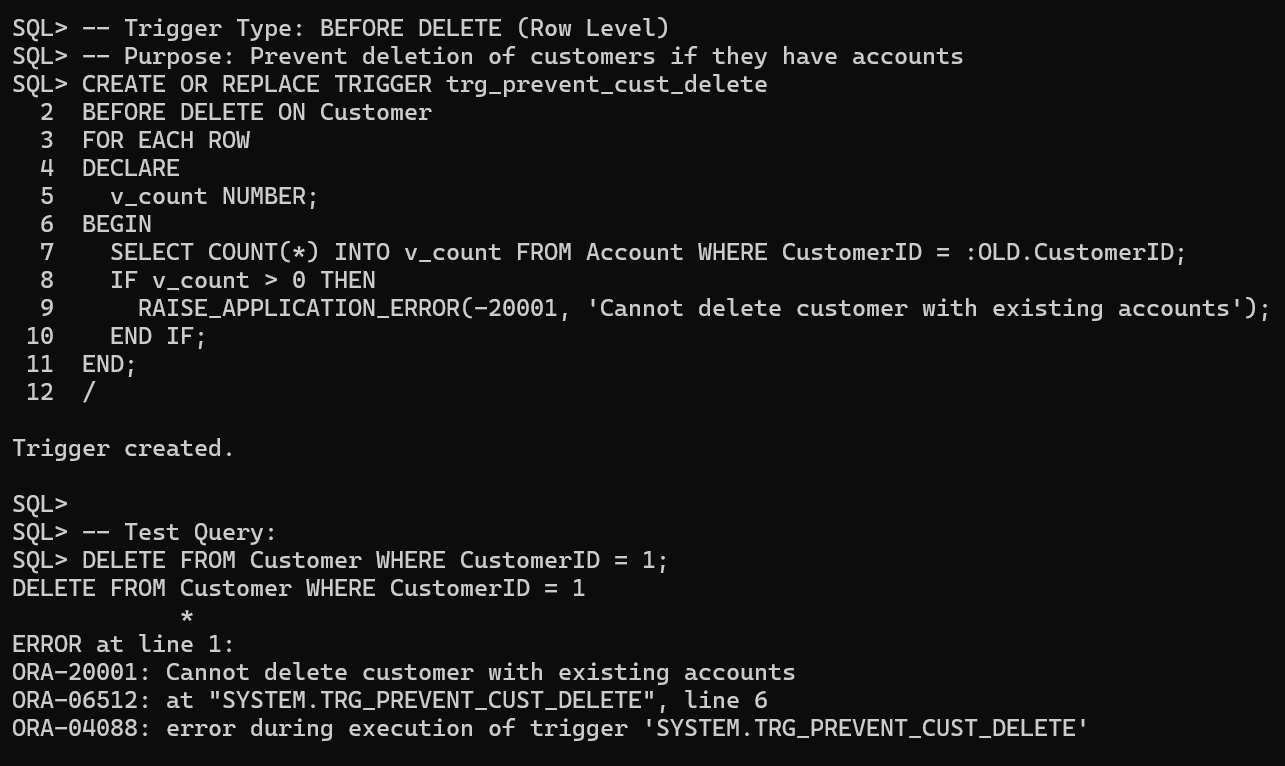 SQL> -- Trigger Type: BEFORE DELETE (Row Level)
SQL> -- Purpose: Prevent deletion of customers if they have accounts
SQL> CREATE OR REPLACE TRIGGER trg_prevent_cust_delete
  2  BEFORE DELETE ON Customer
  3  FOR EACH ROW
  4  DECLARE
  5    v_count NUMBER;
  6  BEGIN
  7    SELECT COUNT(*) INTO v_count FROM Account WHERE CustomerID = :OLD.CustomerID;
  8    IF v_count > 0 THEN
  9      RAISE_APPLICATION_ERROR(-20001, 'Cannot delete customer with existing accounts');
 10    END IF;
 11  END;
 12  /
Trigger created.
SQL>
SQL> -- Test Query:
SQL> DELETE FROM Customer WHERE CustomerID = 1;
DELETE FROM Customer WHERE CustomerID = 1
            *
ERROR at line 1:
ORA-20001: Cannot delete customer with existing accounts
ORA-06512: at "SYSTEM.TRG_PREVENT_CUST_DELETE", line 6
ORA-04088: error during execution of trigger 'SYSTEM.TRG_PREVENT_CUST_DELETE'